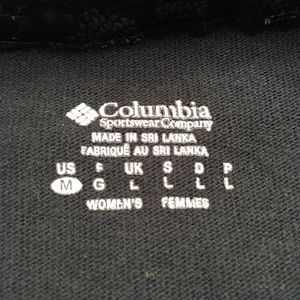 Columbia
Sportswear Company
MADE IN SRI LANKA
FABRIQUÉ AU SRI LANKA
US F UK S D P
M G L L L L
WOMEN'S FEMMES